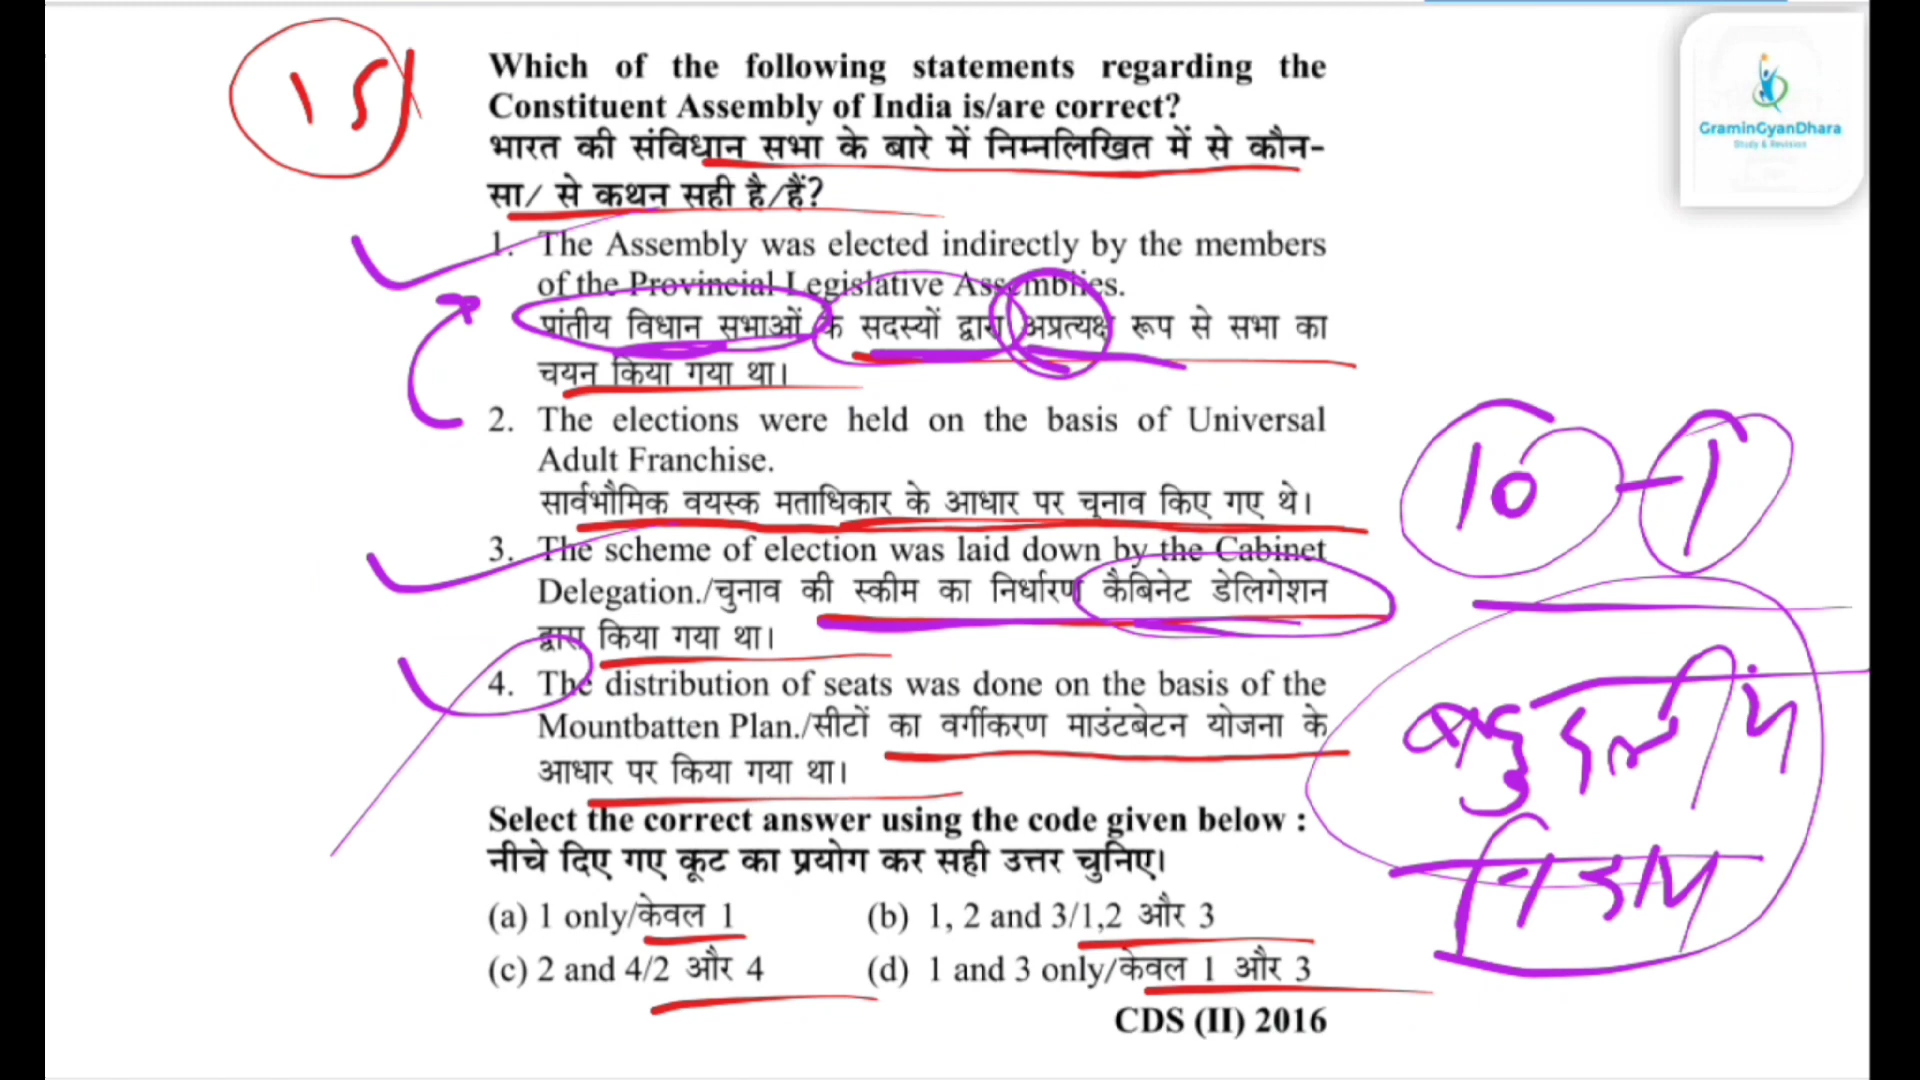 15
GraminGyanDhara
Study & Revision
Which of the following statements regarding the
Constituent Assembly of India is/are correct?
भारत की संविधान सभा के बारे में निम्नलिखित में से कौन-
सा/ से कथन सही है/हैं?
1. The Assembly was elected indirectly by the members
of the Provincial Legislative Assemblies.
प्रांतीय विधान सभाओं के सदस्यों द्वारा अप्रत्यक्ष रूप से सभा का
चयन किया गया था।
2. The elections were held on the basis of Universal
Adult Franchise.
सार्वभौमिक वयस्क मताधिकार के आधार पर चुनाव किए गए थे।
3. The scheme of election was laid down by the Cabinet
Delegation./चुनाव की स्कीम का निर्धारण कैबिनेट डेलिगेशन
द्वारा किया गया था।
4. The distribution of seats was done on the basis of the
Mountbatten Plan./सीटों का वर्गीकरण माउंटबेटन योजना के
आधार पर किया गया था।
Select the correct answer using the code given below :
नीचे दिए गए कूट का प्रयोग कर सही उत्तर चुनिए।
(a) 1 only/केवल 1 (b) 1, 2 and 3/1,2 और 3
(c) 2 and 4/2 और 4 (d) 1 and 3 only/केवल 1 और 3
CDS (II) 2016
10 - 1